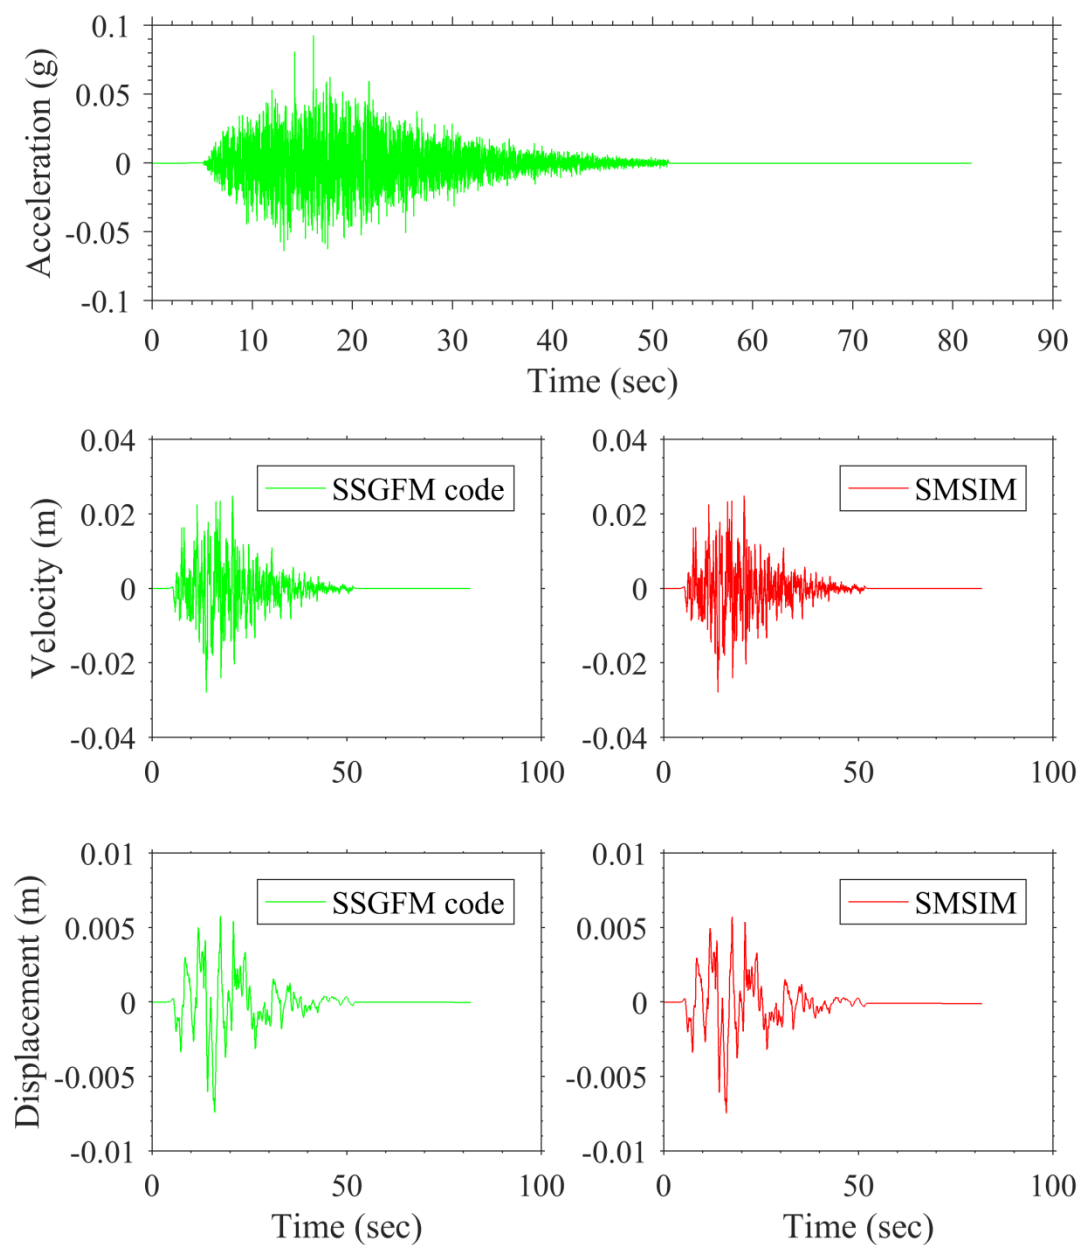 Acceleration (g)
0.1
0.05
0
-0.05
-0.1
0 10 20 30 40 50 60 70 80 90
Time (sec)
Velocity (m)
0.04
0.02
0
-0.02
-0.04
SSGFM code
0 50 100
0.04
0.02
0
-0.02
-0.04
SMSIM
0 50 100
Displacement (m)
0.01
0.005
0
-0.005
-0.01
SSGFM code
0 50 100
Time (sec)
0.01
0.005
0
-0.005
-0.01
SMSIM
0 50 100
Time (sec)